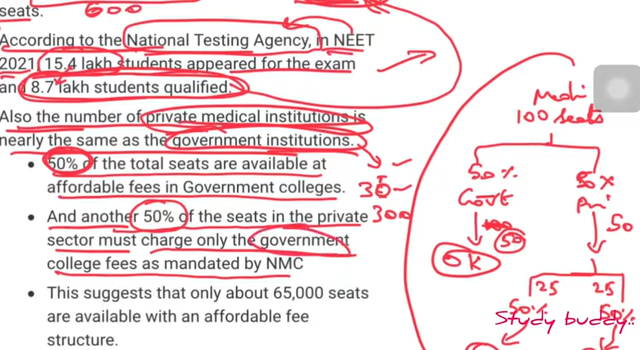 seats.
600
According to the National Testing Agency, in NEET
2021 15.4 lakh students appeared for the exam
and 8.7 lakh students qualified.
Also the number of private medical institutions is
nearly the same as the government institutions.
• 50% of the total seats are available at
affordable fees in Government colleges.
• And another 50% of the seats in the private
sector must charge only the government
college fees as mandated by NMC
• This suggests that only about 65,000 seats
are available with an affordable fee
structure.
300
Medi
100 seats
50%
Govt
50
5K
50%
Pri
50
25 25
50% 50%
Study buddy..